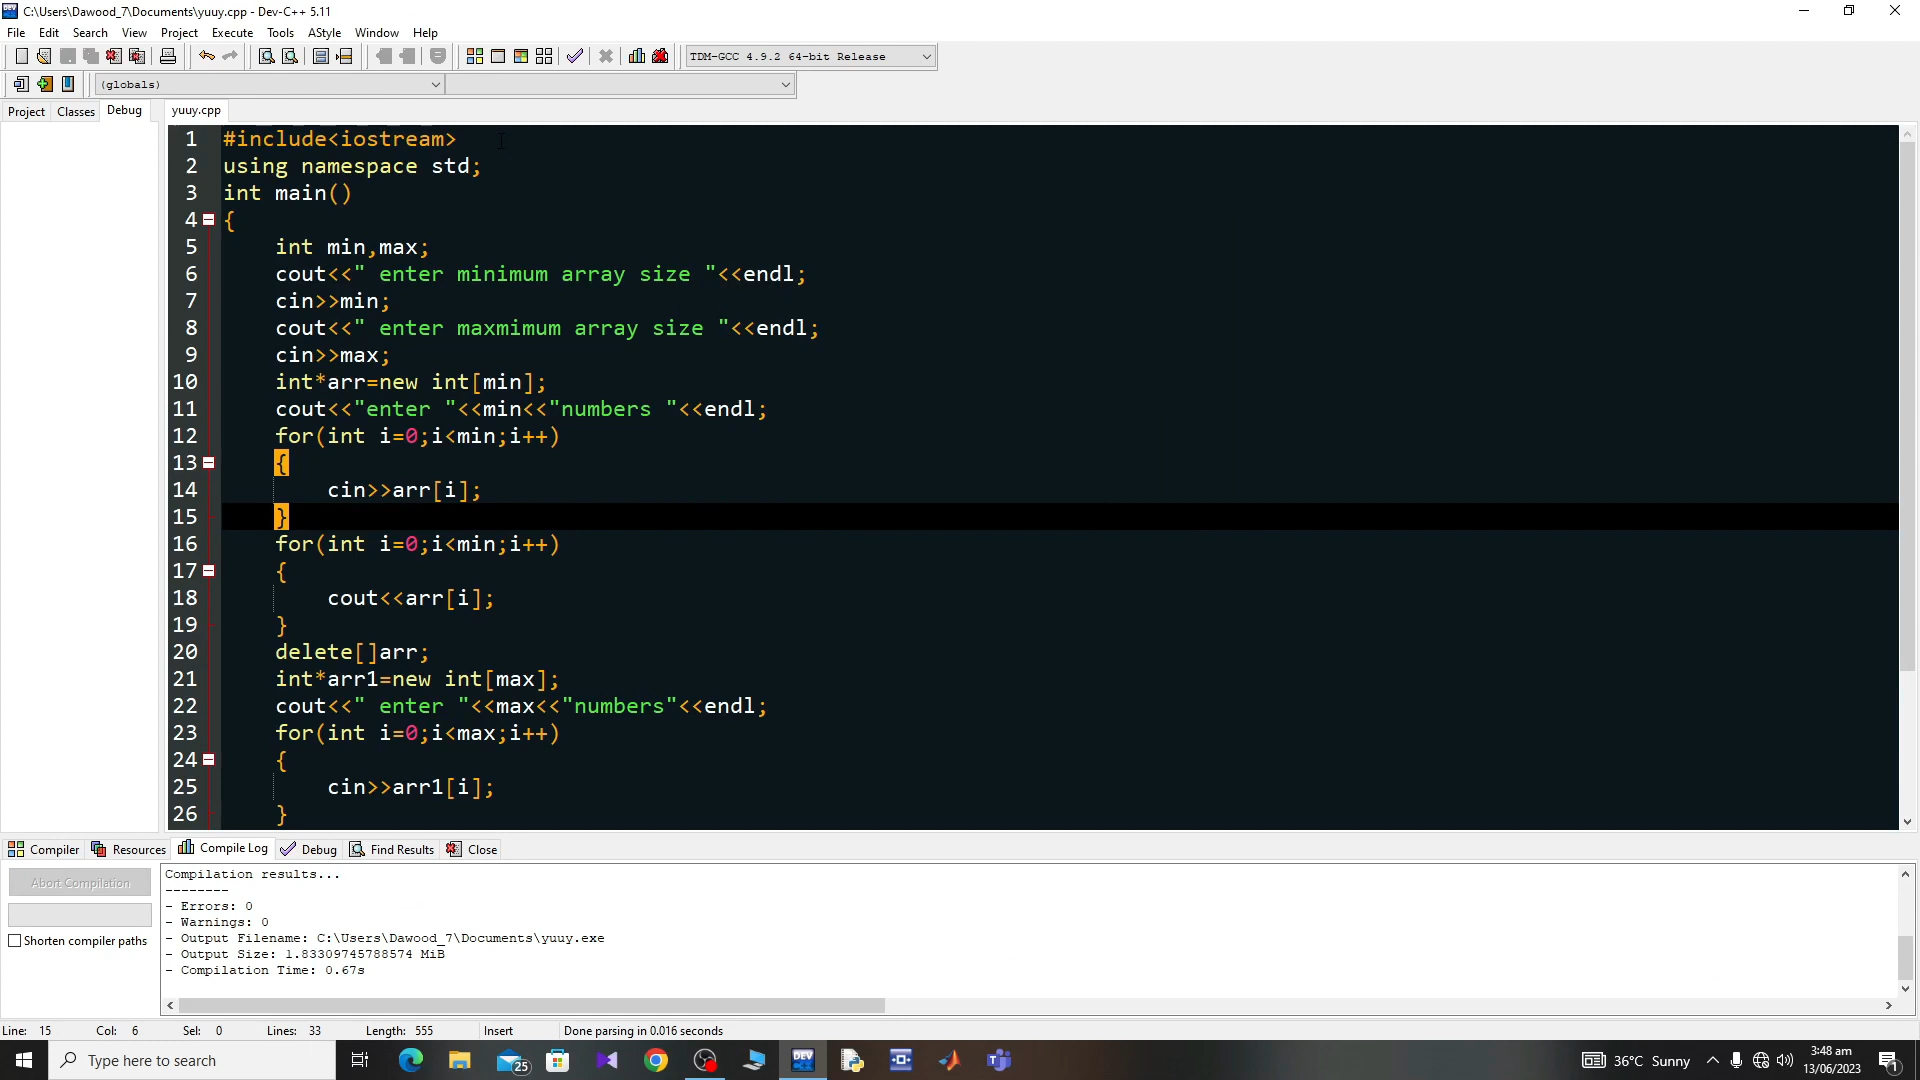 C:\Users\Dawood_7\Documents\yuuy.cpp - Dev-C++ 5.11
File Edit Search View Project Execute Tools AStyle Window Help
TDM-GCC 4.9.2 64-bit Release
(globals)
Project Classes Debug yuuy.cpp
1 #include<iostream>
2 using namespace std;
3 int main()
4 {
5 int min,max;
6 cout<<" enter minimum array size "<<endl;
7 cin>>min;
8 cout<<" enter maxmimum array size "<<endl;
9 cin>>max;
10 int*arr=new int[min];
11 cout<<"enter "<<min<<"numbers "<<endl;
12 for(int i=0;i<min;i++)
13 {
14 cin>>arr[i];
15 }
16 for(int i=0;i<min;i++)
17 {
18 cout<<arr[i];
19 }
20 delete[]arr;
21 int*arr1=new int[max];
22 cout<<" enter "<<max<<"numbers"<<endl;
23 for(int i=0;i<max;i++)
24 {
25 cin>>arr1[i];
26 }
Compiler Resources Compile Log Debug Find Results Close
Abort Compilation
Shorten compiler paths
Compilation results...
--------
- Errors: 0
- Warnings: 0
- Output Filename: C:\Users\Dawood_7\Documents\yuuy.exe
- Output Size: 1.83309745788574 MiB
- Compilation Time: 0.67s
Line: 15 Col: 6 Sel: 0 Lines: 33 Length: 555 Insert Done parsing in 0.016 seconds
Type here to search
25
DEV
36°C Sunny
3:48 am
13/06/2023
1